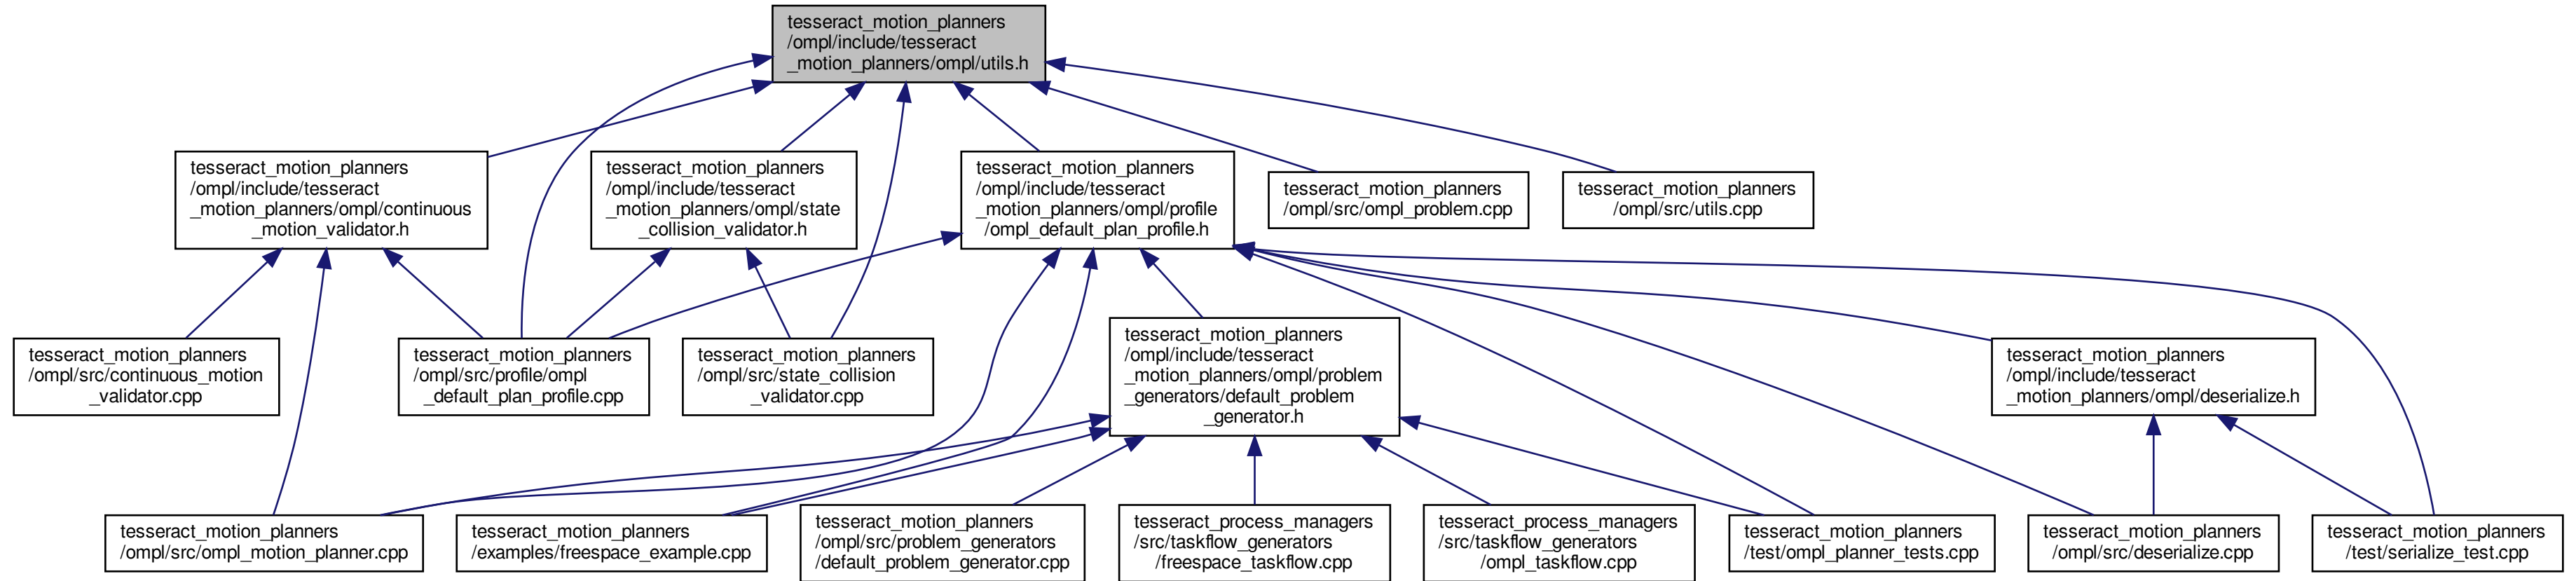 tesseract_motion_planners
/ompl/include/tesseract
_motion_planners/ompl/utils.h
tesseract_motion_planners
/ompl/include/tesseract
_motion_planners/ompl/continuous
_motion_validator.h
tesseract_motion_planners
/ompl/include/tesseract
_motion_planners/ompl/state
_collision_validator.h
tesseract_motion_planners
/ompl/include/tesseract
_motion_planners/ompl/profile
/ompl_default_plan_profile.h
tesseract_motion_planners
/ompl/src/ompl_problem.cpp
tesseract_motion_planners
/ompl/src/utils.cpp
tesseract_motion_planners
/ompl/src/continuous_motion
_validator.cpp
tesseract_motion_planners
/ompl/src/profile/ompl
_default_plan_profile.cpp
tesseract_motion_planners
/ompl/src/state_collision
_validator.cpp
tesseract_motion_planners
/ompl/include/tesseract
_motion_planners/ompl/problem
_generators/default_problem
_generator.h
tesseract_motion_planners
/ompl/include/tesseract
_motion_planners/ompl/deserialize.h
tesseract_motion_planners
/ompl/src/ompl_motion_planner.cpp
tesseract_motion_planners
/examples/freespace_example.cpp
tesseract_motion_planners
/ompl/src/problem_generators
/default_problem_generator.cpp
tesseract_process_managers
/src/taskflow_generators
/freespace_taskflow.cpp
tesseract_process_managers
/src/taskflow_generators
/ompl_taskflow.cpp
tesseract_motion_planners
/test/ompl_planner_tests.cpp
tesseract_motion_planners
/ompl/src/deserialize.cpp
tesseract_motion_planners
/test/serialize_test.cpp